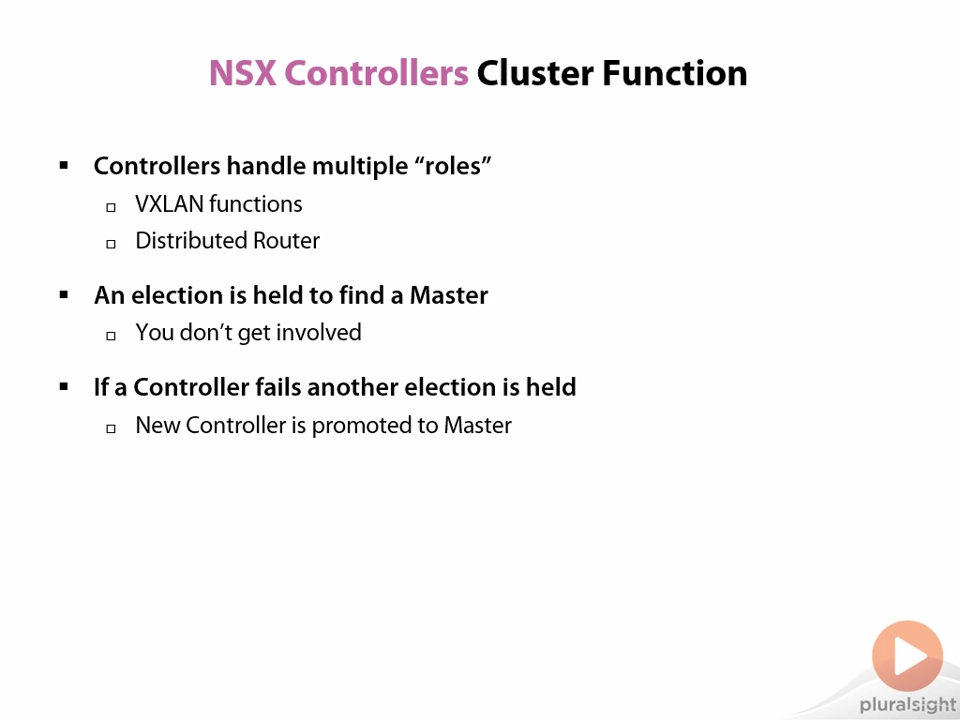 NSX Controllers Cluster Function
Controllers handle multiple “roles”
VXLAN functions
Distributed Router
An election is held to find a Master
You don’t get involved
If a Controller fails another election is held
New Controller is promoted to Master
pluralsight